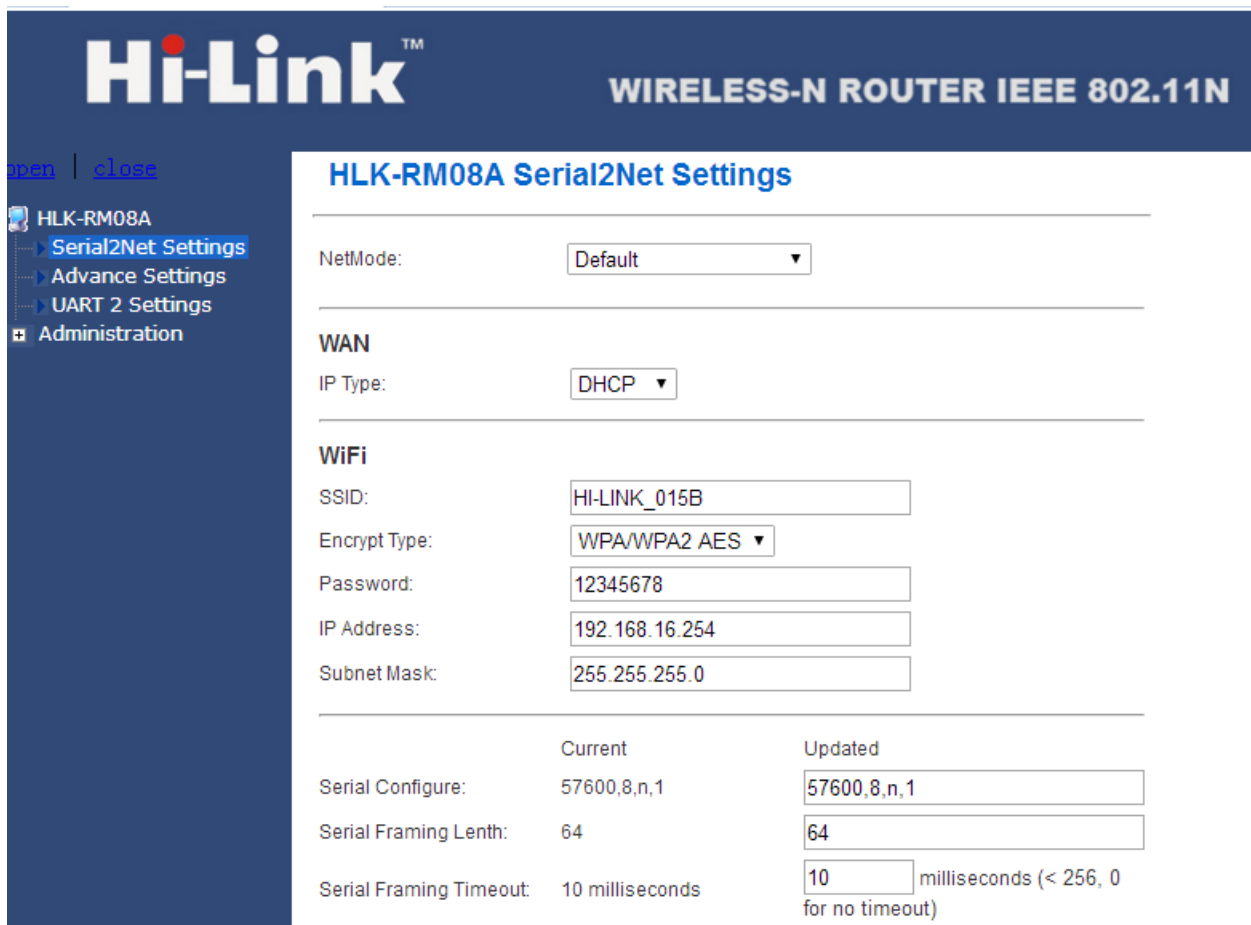 Hi-Link™
WIRELESS-N ROUTER IEEE 802.11N
open | close
HLK-RM08A
Serial2Net Settings
Advance Settings
UART 2 Settings
Administration
HLK-RM08A Serial2Net Settings
NetMode: Default
WAN
IP Type: DHCP
WiFi
SSID: HI-LINK_015B
Encrypt Type: WPA/WPA2 AES
Password: 12345678
IP Address: 192.168.16.254
Subnet Mask: 255.255.255.0
Current Updated
Serial Configure: 57600,8,n,1 57600,8,n,1
Serial Framing Lenth: 64 64
Serial Framing Timeout: 10 milliseconds 10 milliseconds (< 256, 0
for no timeout)